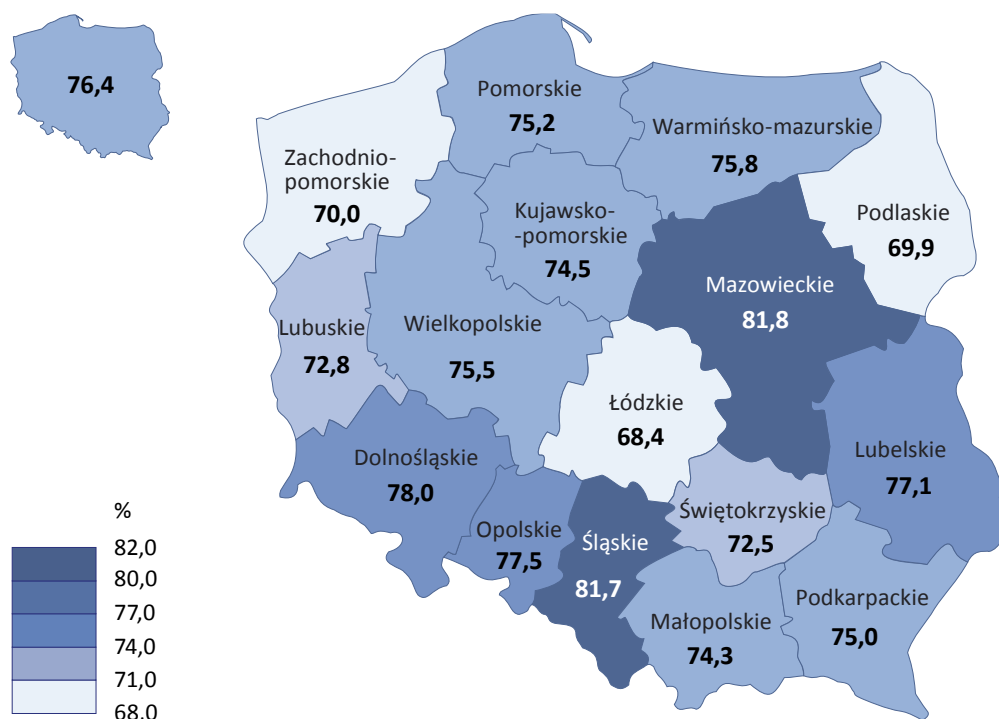 76,4
Pomorskie
75,2
Warmińsko-mazurskie
75,8
Zachodnio-
pomorskie
70,0
Kujawsko-
-pomorskie
74,5
Podlaskie
69,9
Mazowieckie
81,8
Lubuskie
72,8
Wielkopolskie
75,5
Łódzkie
68,4
Dolnośląskie
78,0
Lubelskie
77,1
Opolskie
77,5
Śląskie
81,7
Świętokrzyskie
72,5
Małopolskie
74,3
Podkarpackie
75,0
%
82,0
80,0
77,0
74,0
71,0
68,0